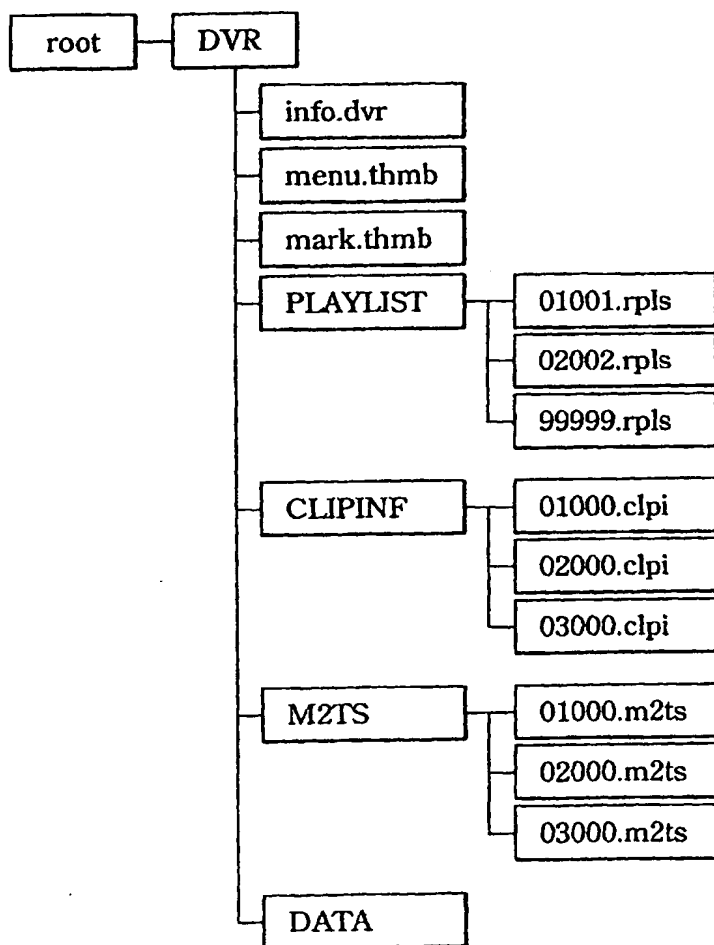 root
DVR
info.dvr
menu.thmb
mark.thmb
PLAYLIST
01001.rpls
02002.rpls
99999.rpls
CLIPINF
01000.clpi
02000.clpi
03000.clpi
M2TS
01000.m2ts
02000.m2ts
03000.m2ts
DATA